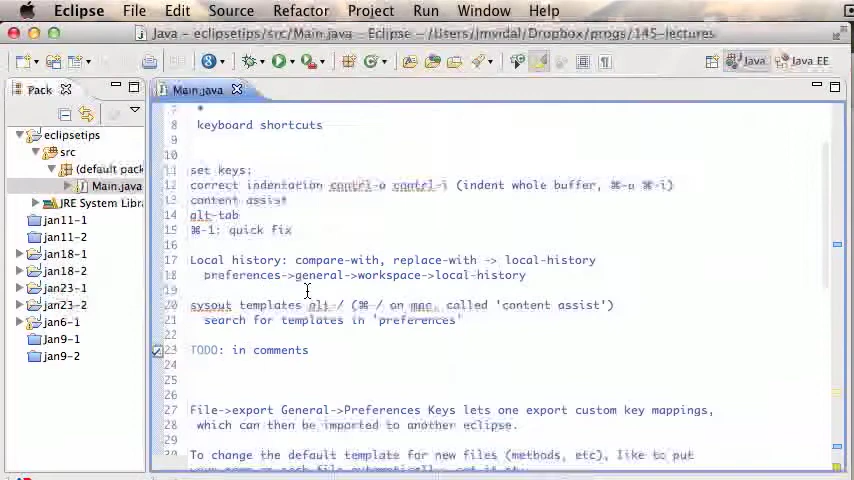 Eclipse File Edit Source Refactor Project Run Window Help
Java - eclipsetips/src/Main.java - Eclipse - /Users/jmvidal/Dropbox/progs/145-lectures
Java Java EE
Pack
Main.java
eclipsetips
src
(default pack
Main.java
JRE System Libra
jan11-1
jan11-2
jan18-1
jan18-2
jan23-1
jan23-2
jan6-1
Jan9-1
jan9-2
7 *
8 keyboard shortcuts
9
10
11 set keys:
12 correct indentation contrl-a contrl-i (indent whole buffer, ⌘-a ⌘-i)
13 content assist
14 alt-tab
15 ⌘-1: quick fix
16
17 Local history: compare-with, replace-with -> local-history
18 preferences->general->workspace->local-history
19
20 sysout templates alt-/ (⌘-/ on mac, called 'content assist')
21 search for templates in 'preferences'
22
23 TODO: in comments
24
25
26
27 File->export General->Preferences Keys lets one export custom key mappings,
28 which can then be imported to another eclipse.
29
30 To change the default template for new files (methods, etc), like to put